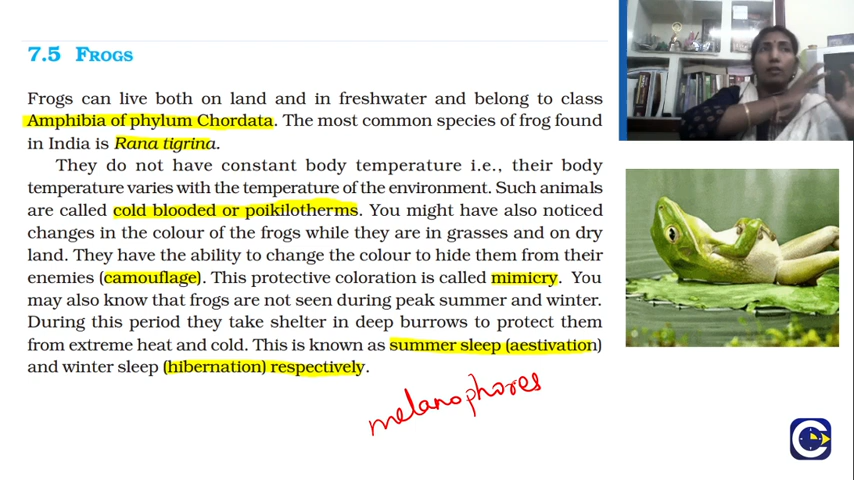 7.5 FROGS
Frogs can live both on land and in freshwater and belong to class
Amphibia of phylum Chordata. The most common species of frog found
in India is Rana tigrina.
They do not have constant body temperature i.e., their body
temperature varies with the temperature of the environment. Such animals
are called cold blooded or poikilotherms. You might have also noticed
changes in the colour of the frogs while they are in grasses and on dry
land. They have the ability to change the colour to hide them from their
enemies (camouflage). This protective coloration is called mimicry. You
may also know that frogs are not seen during peak summer and winter.
During this period they take shelter in deep burrows to protect them
from extreme heat and cold. This is known as summer sleep (aestivation)
and winter sleep (hibernation) respectively.
melanophores